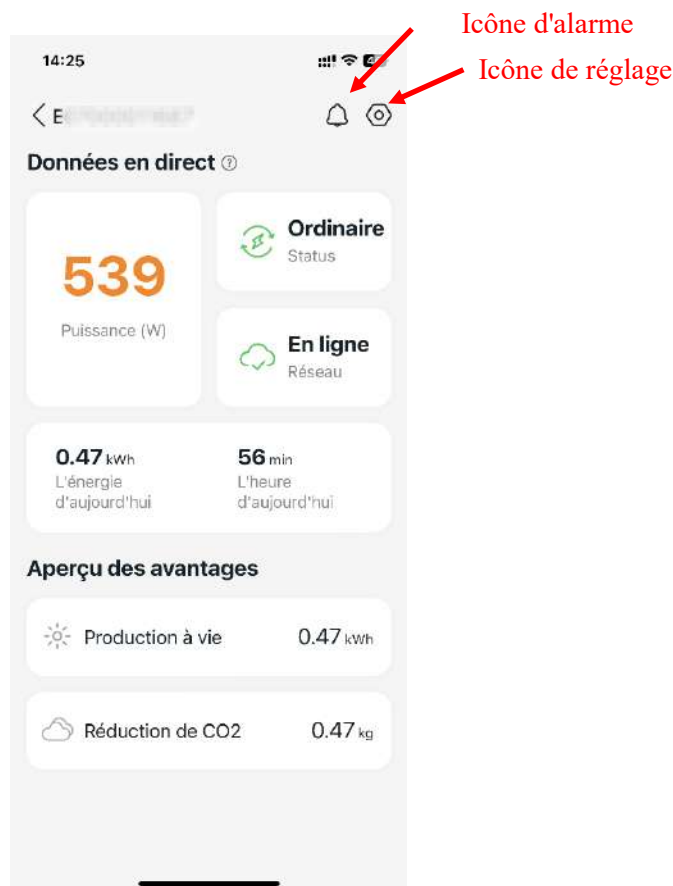 Icône d'alarme
14:25
Icône de réglage
E
Données en direct
539
Puissance (W)
Ordinaire
Status
En ligne
Réseau
0.47 kWh
L'énergie
d'aujourd'hui
56 min
L'heure
d'aujourd'hui
Aperçu des avantages
Production à vie 0.47 kWh
Réduction de CO2 0.47 kg